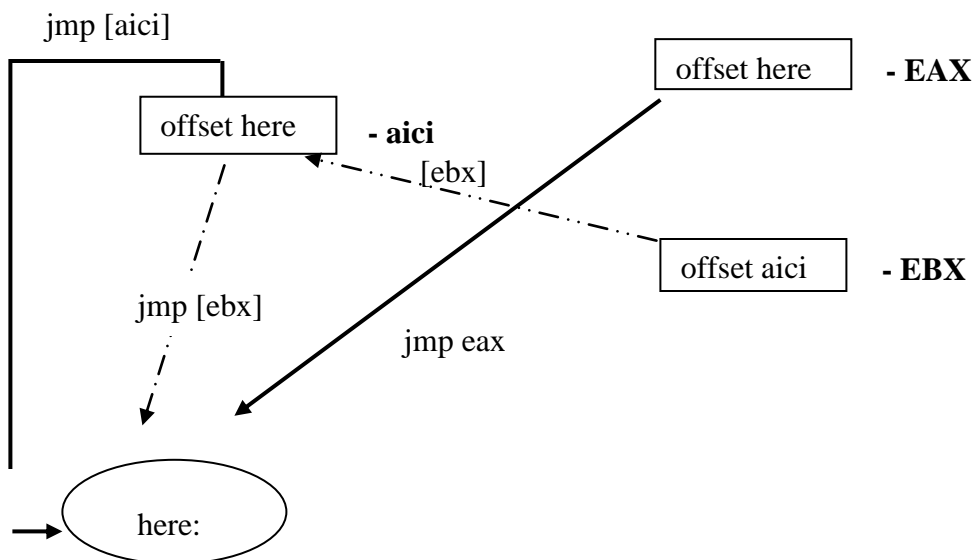 jmp [aici]
offset here - EAX
offset here - aici
[ebx]
offset aici - EBX
jmp [ebx]
jmp eax
here: